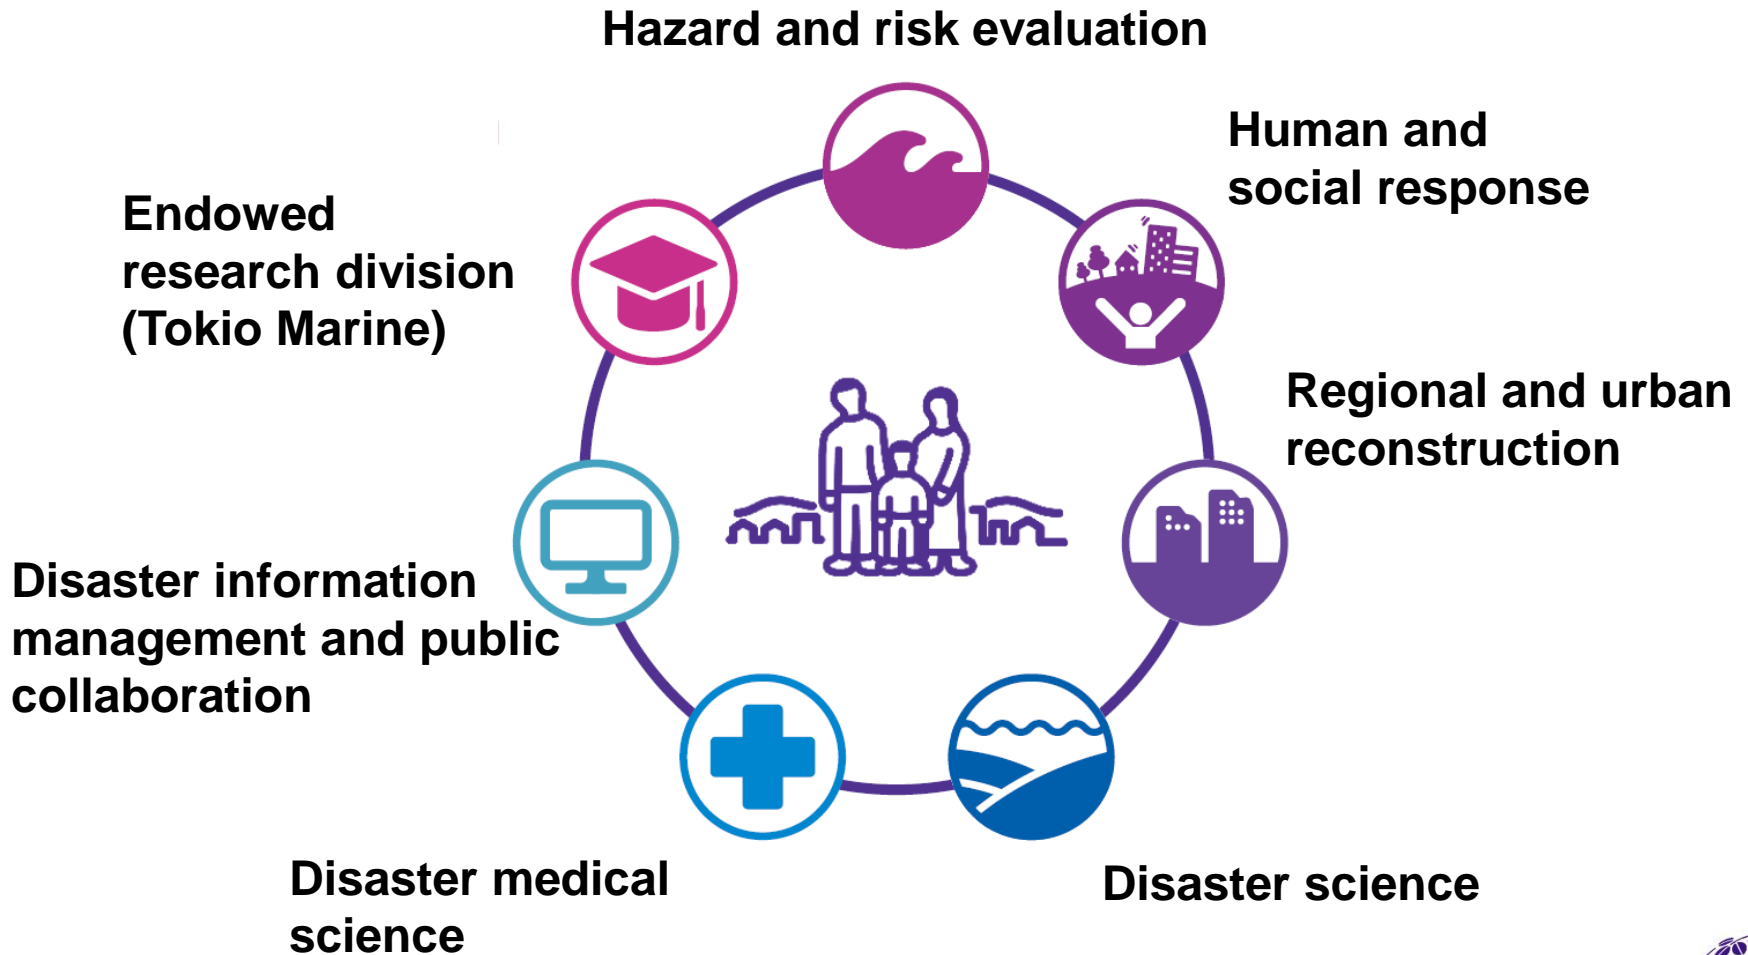 Hazard and risk evaluation
Human and
social response
Regional and urban
reconstruction
Disaster science
Disaster medical
science
Disaster information
management and public
collaboration
Endowed
research division
(Tokio Marine)